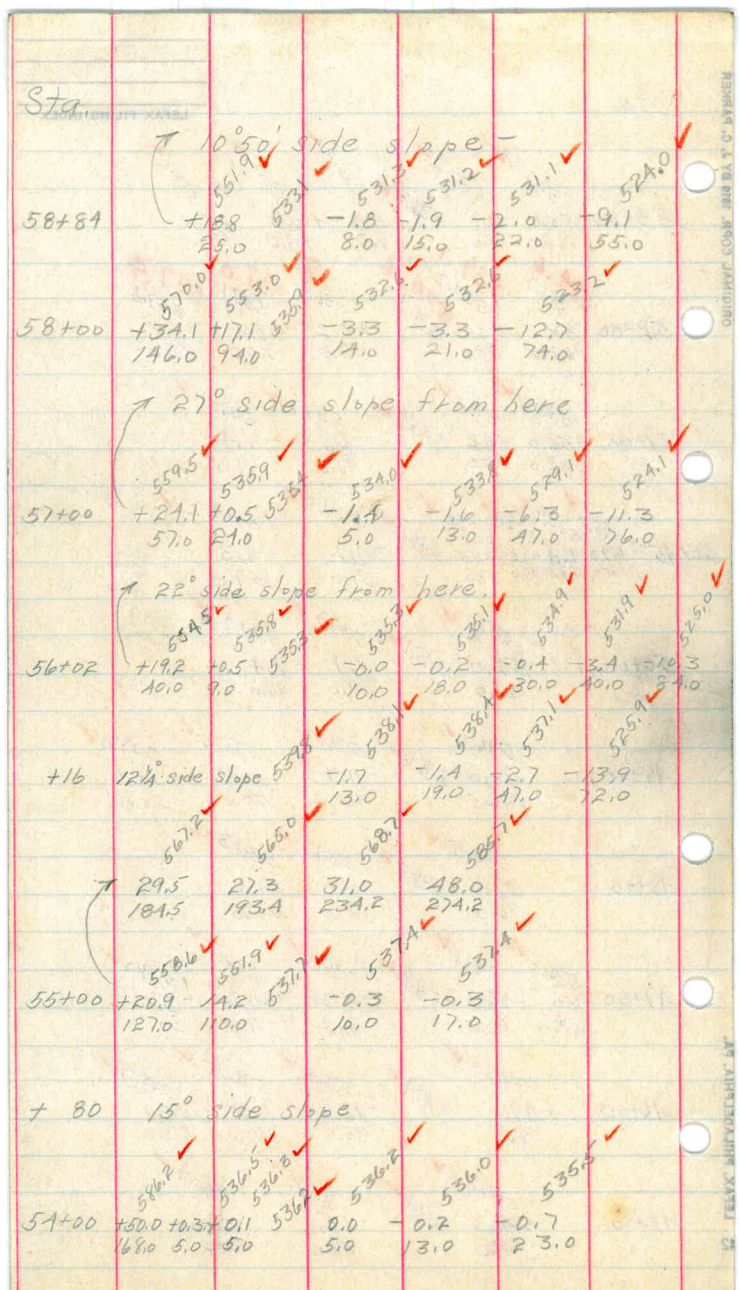 Sta.
10°50' side slope -
551.9 533.1 531.3 531.2 531.1 524.0
58+84 +18.8 -1.8 -1.9 -2.0 -9.1
25.0 8.0 15.0 22.0 55.0
570.0 553.0 535.9 532.6 532.6 523.2
58+00 +34.1 +17.1 -3.3 -3.3 -12.7
146.0 94.0 14.0 21.0 74.0
27° side slope from here
559.5 535.9 535.4 534.0 533.8 529.1 524.1
57+00 +24.1 +0.5 -1.4 -1.6 -6.3 -11.3
57.0 24.0 5.0 13.0 47.0 76.0
22° side slope from here.
554.5 535.8 535.3 535.3 535.1 534.9 531.9 525.0
56+02 +19.2 +0.5 -0.0 -0.2 -0.4 -3.4 -10.3
40.0 9.0 10.0 18.0 30.0 40.0 84.0
539.8 538.1 538.4 537.1 525.9
+16 12¼° side slope -1.7 -1.4 -2.7 -13.9
13.0 19.0 47.0 72.0
567.2 565.0 568.7 585.7
29.5 27.3 31.0 48.0
184.5 193.4 234.2 274.2
558.6 551.9 537.7 537.4 537.4
55+00 +20.9 14.2 -0.3 -0.3
127.0 110.0 10.0 17.0
+ 80 15° side slope
586.2 536.5 536.3 536.2 536.2 536.0 535.5
54+00 +50.0 +0.3 +0.1 0.0 -0.2 -0.7
168.0 5.0 5.0 5.0 13.0 23.0